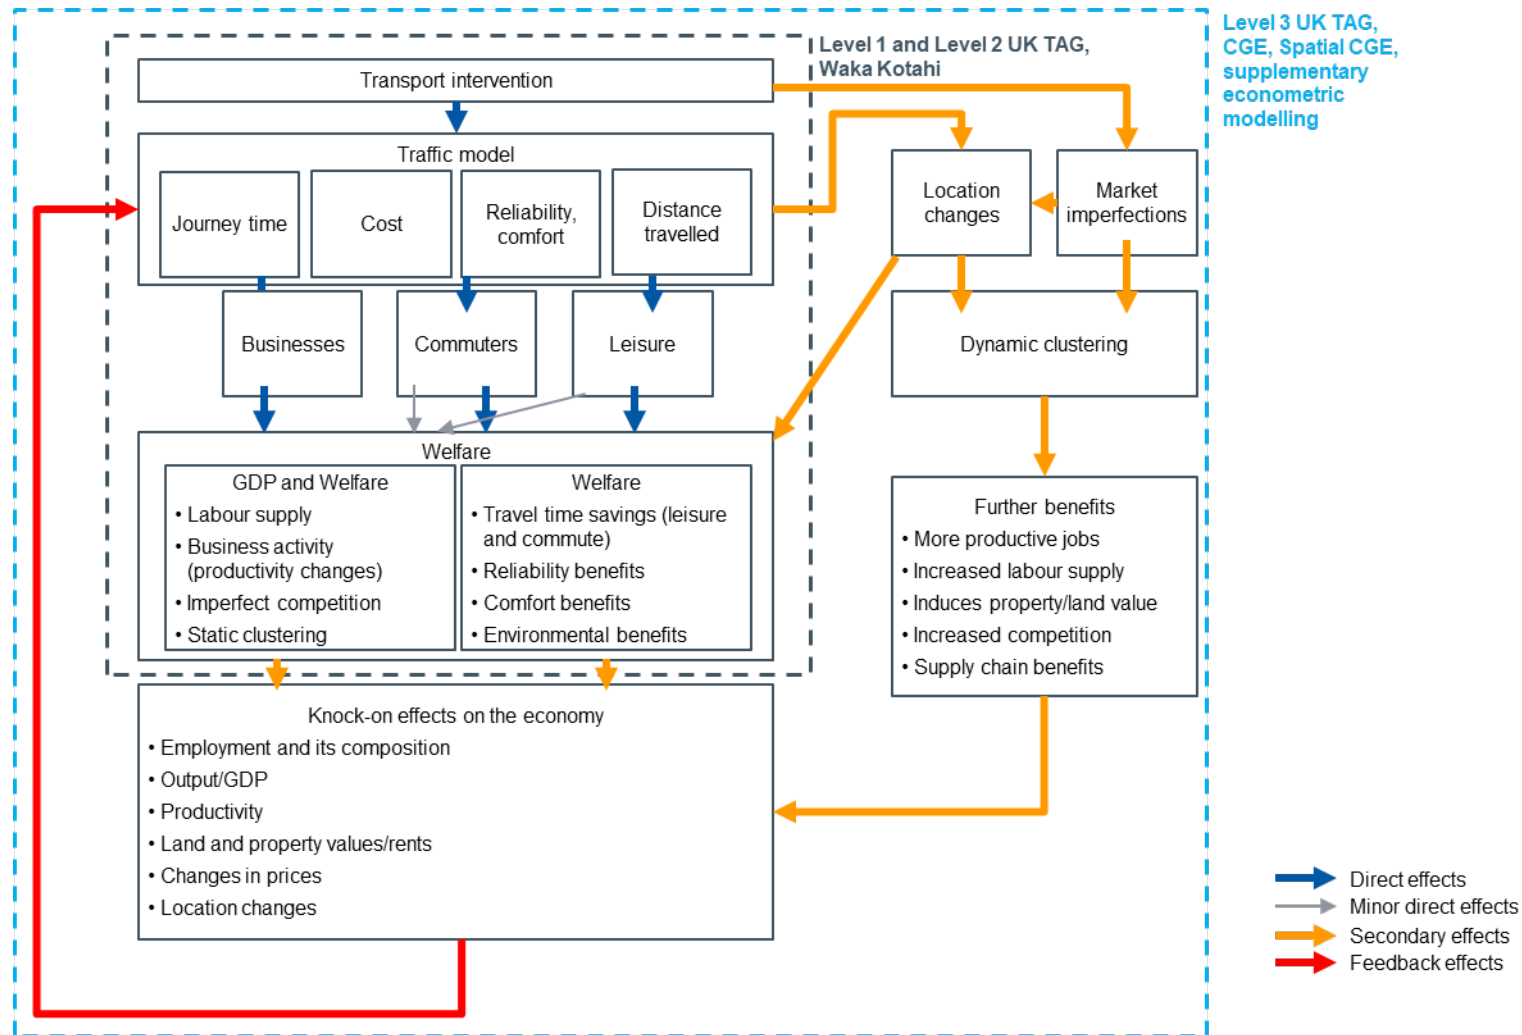 Level 3 UK TAG,
CGE, Spatial CGE,
supplementary
econometric
modelling
Level 1 and Level 2 UK TAG,
Waka Kotahi
Transport intervention
Traffic model
Journey time
Cost
Reliability,
comfort
Distance
travelled
Location
changes
Market
imperfections
Businesses
Commuters
Leisure
Dynamic clustering
Welfare
GDP and Welfare
• Labour supply
• Business activity
(productivity changes)
• Imperfect competition
• Static clustering
Welfare
• Travel time savings (leisure
and commute)
• Reliability benefits
• Comfort benefits
• Environmental benefits
Further benefits
• More productive jobs
• Increased labour supply
• Induces property/land value
• Increased competition
• Supply chain benefits
Knock-on effects on the economy
• Employment and its composition
• Output/GDP
• Productivity
• Land and property values/rents
• Changes in prices
• Location changes
Direct effects
Minor direct effects
Secondary effects
Feedback effects